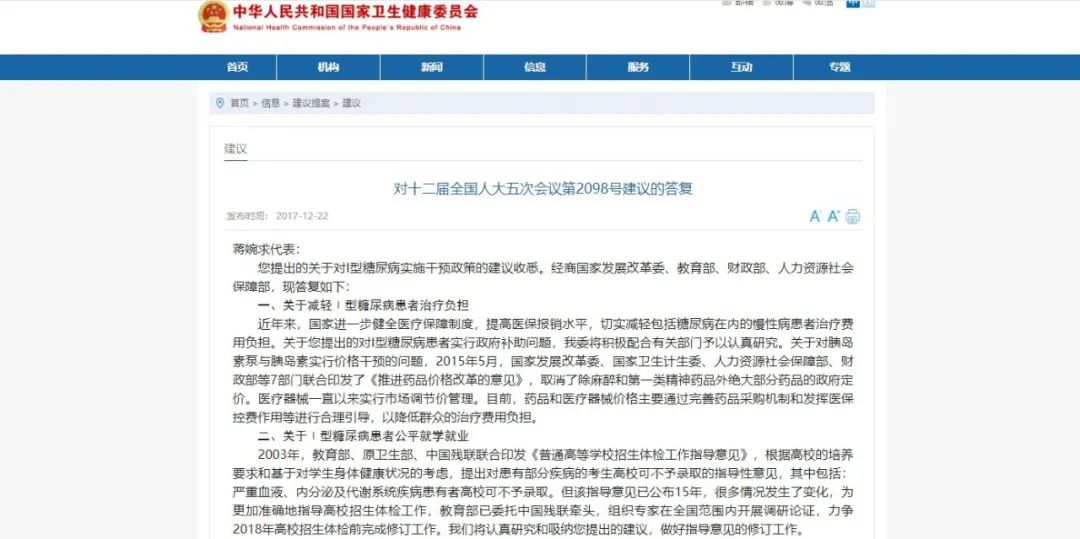 中华人民共和国国家卫生健康委员会
National Health Commission of the People's Republic of China
首页 机构 新闻 信息 服务 互动 专题
首页 > 信息 > 建议提案 > 建议
建议
对十二届全国人大五次会议第2098号建议的答复
发布时间： 2017-12-22
A- A+
蒋婉求代表：
您提出的关于对I型糖尿病实施干预政策的建议收悉。经商国家发展改革委、教育部、财政部、人力资源社会
保障部，现答复如下：
一、关于减轻Ⅰ型糖尿病患者治疗负担
近年来，国家进一步健全医疗保障制度，提高医保报销水平，切实减轻包括糖尿病在内的慢性病患者治疗费
用负担。关于您提出的对I型糖尿病患者实行政府补助问题，我委将积极配合有关部门予以认真研究。关于对胰岛
素泵与胰岛素实行价格干预的问题，2015年5月，国家发展改革委、国家卫生计生委、人力资源社会保障部、财
政部等7部门联合印发了《推进药品价格改革的意见》，取消了除麻醉和第一类精神药品外绝大部分药品的政府定
价。医疗器械一直以来实行市场调节价管理。目前，药品和医疗器械价格主要通过完善药品采购机制和发挥医保
控费作用等进行合理引导，以降低群众的治疗费用负担。
二、关于Ⅰ型糖尿病患者公平就学就业
2003年，教育部、原卫生部、中国残联联合印发《普通高等学校招生体检工作指导意见》，根据高校的培养
要求和基于对学生身体健康状况的考虑，提出对患有部分疾病的考生高校可不予录取的指导性意见，其中包括：
严重血液、内分泌及代谢系统疾病患有者高校可不予录取。但该指导意见已公布15年，很多情况发生了变化，为
更加准确地指导高校招生体检工作，教育部已委托中国残联牵头，组织专家在全国范围内开展调研论证，力争
2018年高校招生体检前完成修订工作。我们将认真研究和吸纳您提出的建议，做好指导意见的修订工作。